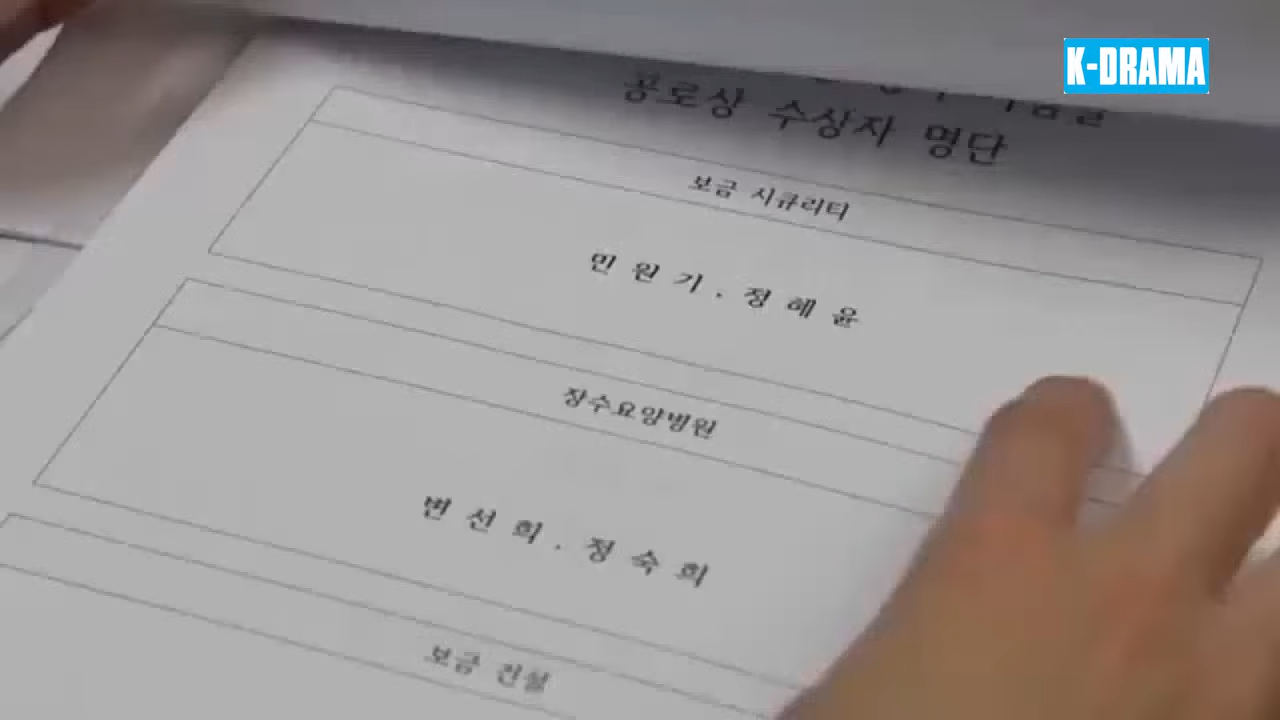 K-DRAMA
공로상 수상자 명단
보금 시큐리티
민 원 기 . 정 혜 윤
장수요양병원
변 선 희 . 정 숙 희
보금 건설